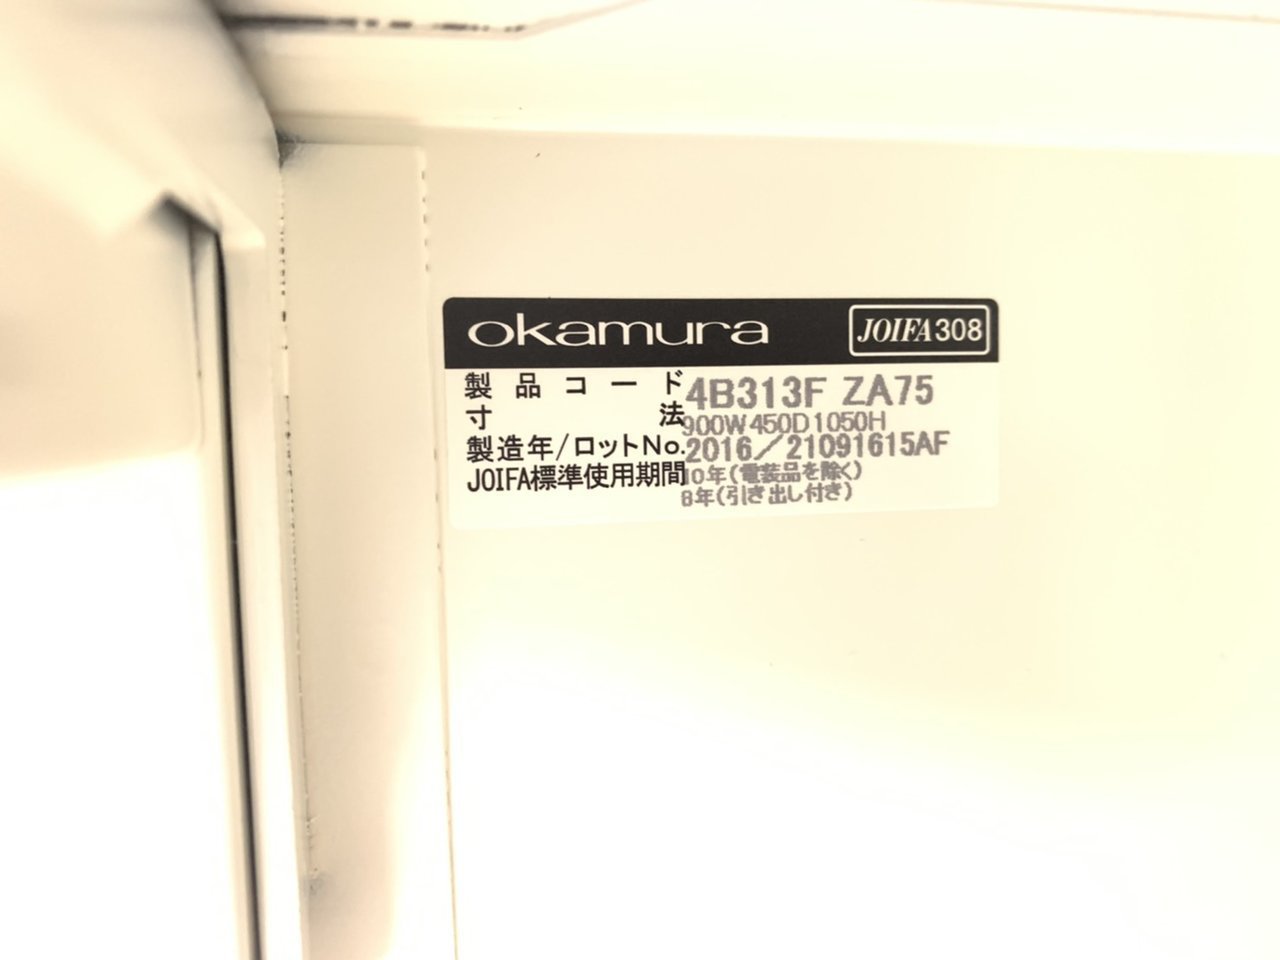 okamura JOIFA308
製品コード 4B313F ZA75
寸法 900W450D1050H
製造年/ロットNo. 2016／21091615AF
JOIFA標準使用期間 10年(電装品を除く)
8年(引き出し付き)